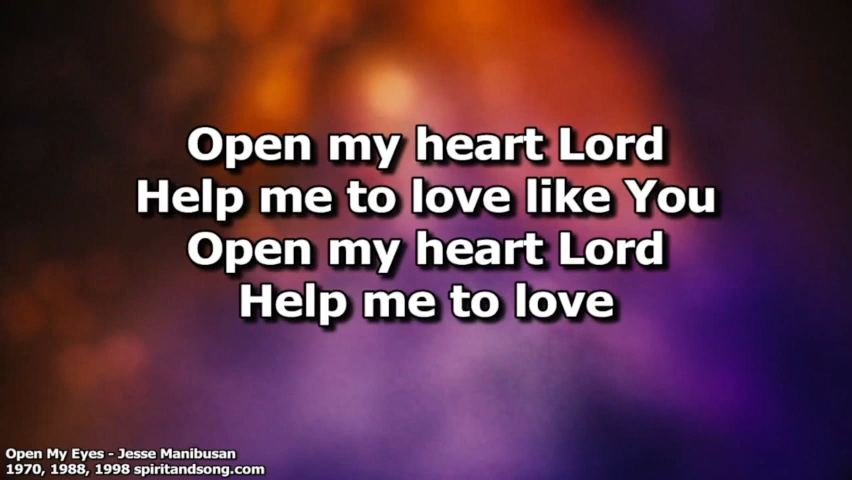 Open my heart Lord
Help me to love like You
Open my heart Lord
Help me to love
Open My Eyes - Jesse Manibusan
1970, 1988, 1998 spiritandsong.com